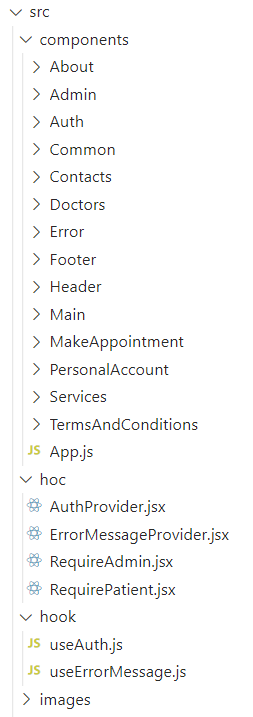 src
components
About
Admin
Auth
Common
Contacts
Doctors
Error
Footer
Header
Main
MakeAppointment
PersonalAccount
Services
TermsAndConditions
JS App.js
hoc
AuthProvider.jsx
ErrorMessageProvider.jsx
RequireAdmin.jsx
RequirePatient.jsx
hook
JS useAuth.js
JS useErrorMessage.js
images